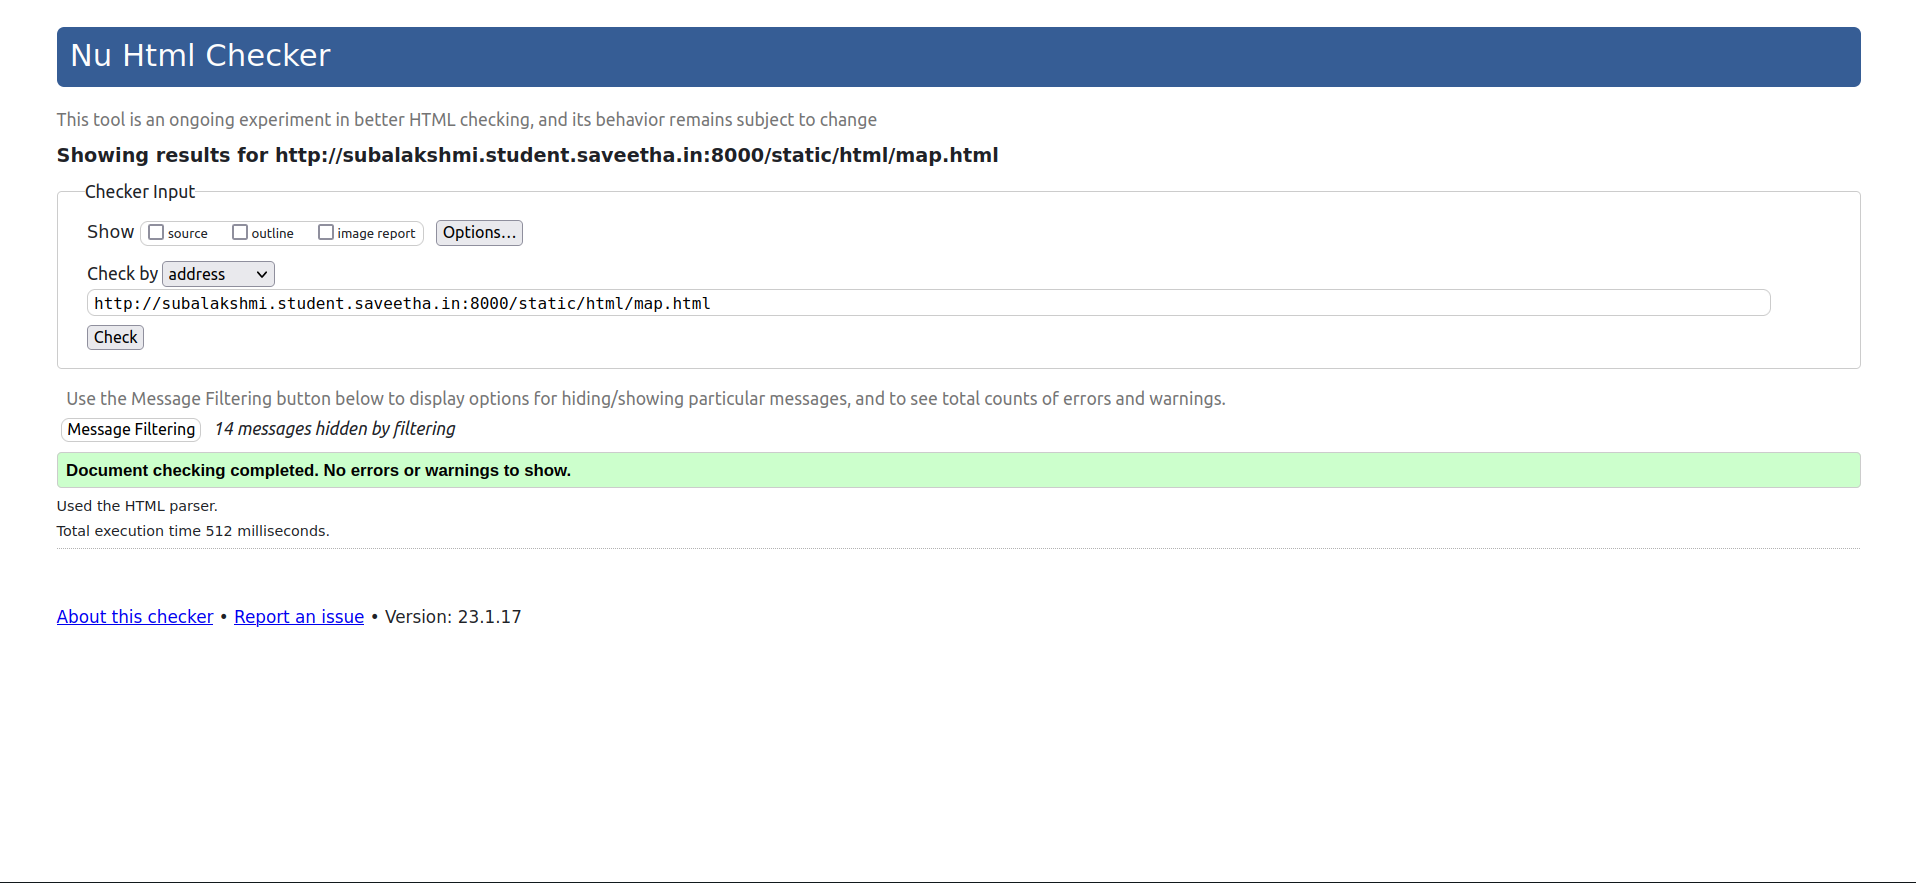 Nu Html Checker
This tool is an ongoing experiment in better HTML checking, and its behavior remains subject to change
Showing results for http://subalakshmi.student.saveetha.in:8000/static/html/map.html
Checker Input
Show source outline image report Options...
Check by address
http://subalakshmi.student.saveetha.in:8000/static/html/map.html
Check
Use the Message Filtering button below to display options for hiding/showing particular messages, and to see total counts of errors and warnings.
Message Filtering 14 messages hidden by filtering
Document checking completed. No errors or warnings to show.
Used the HTML parser.
Total execution time 512 milliseconds.
About this checker • Report an issue • Version: 23.1.17